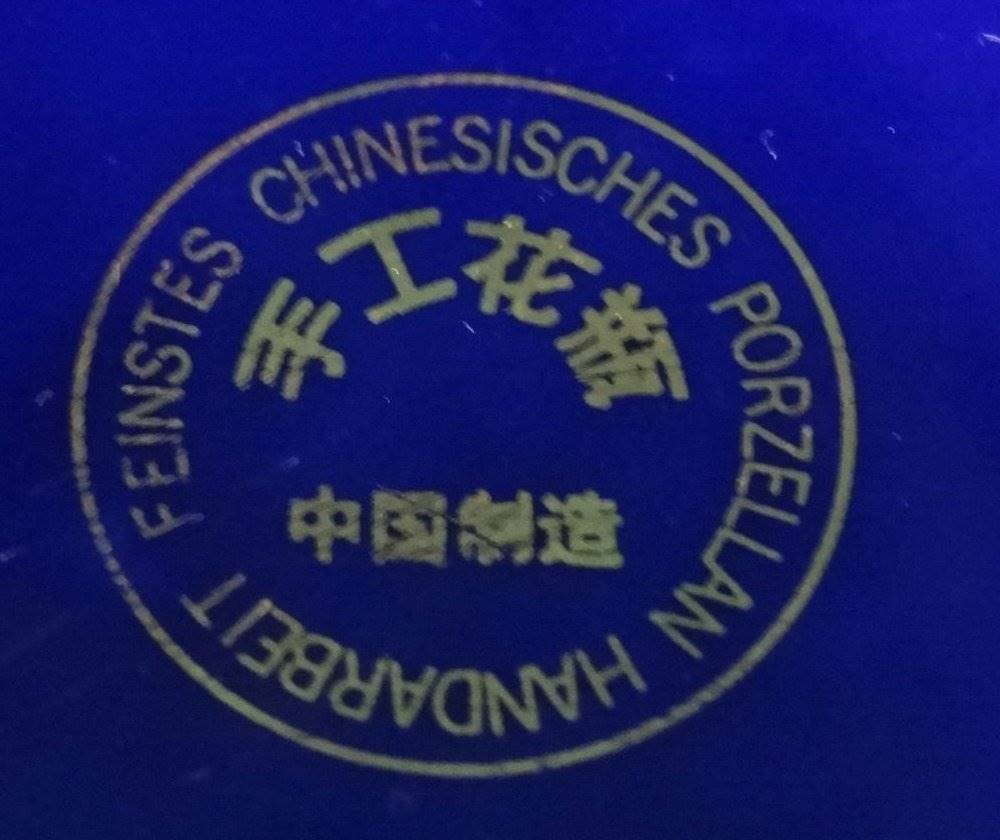 FEINSTES CHINESISCHES PORZELLAN HANDARBEIT
手工花瓶
中国制造